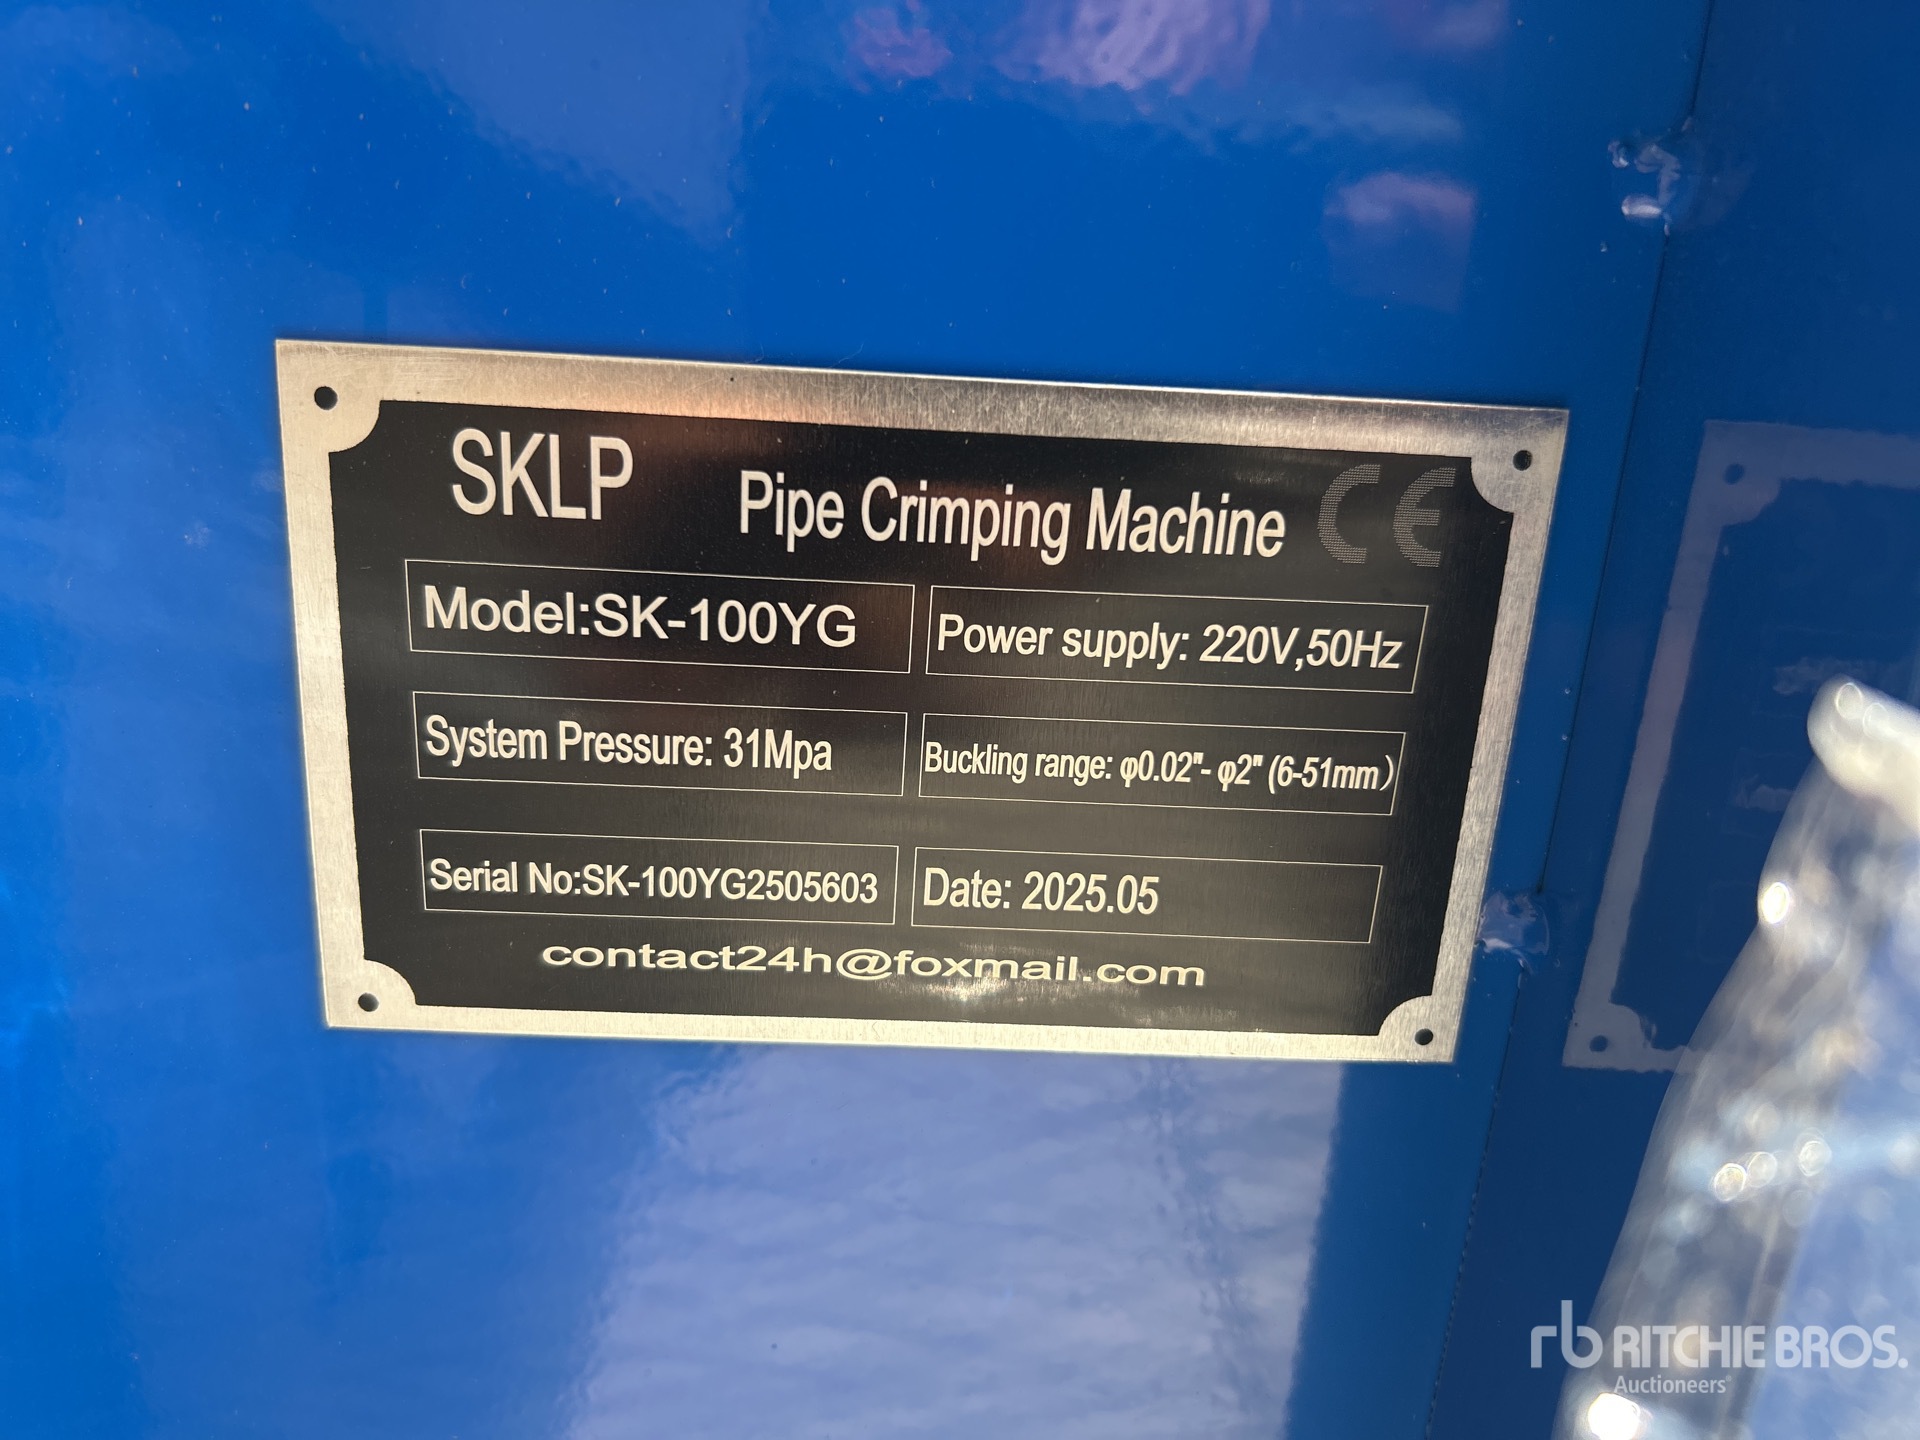 SKLP
Pipe Crimping Machine CE
Model:SK-100YG
Power supply: 220V,50Hz
System Pressure: 31Mpa
Buckling range: φ0.02"- φ2" (6-51mm)
Serial No:SK-100YG2505603
Date: 2025.05
contact24h@foxmail.com
rb RITCHIE BROS.
Auctioneers